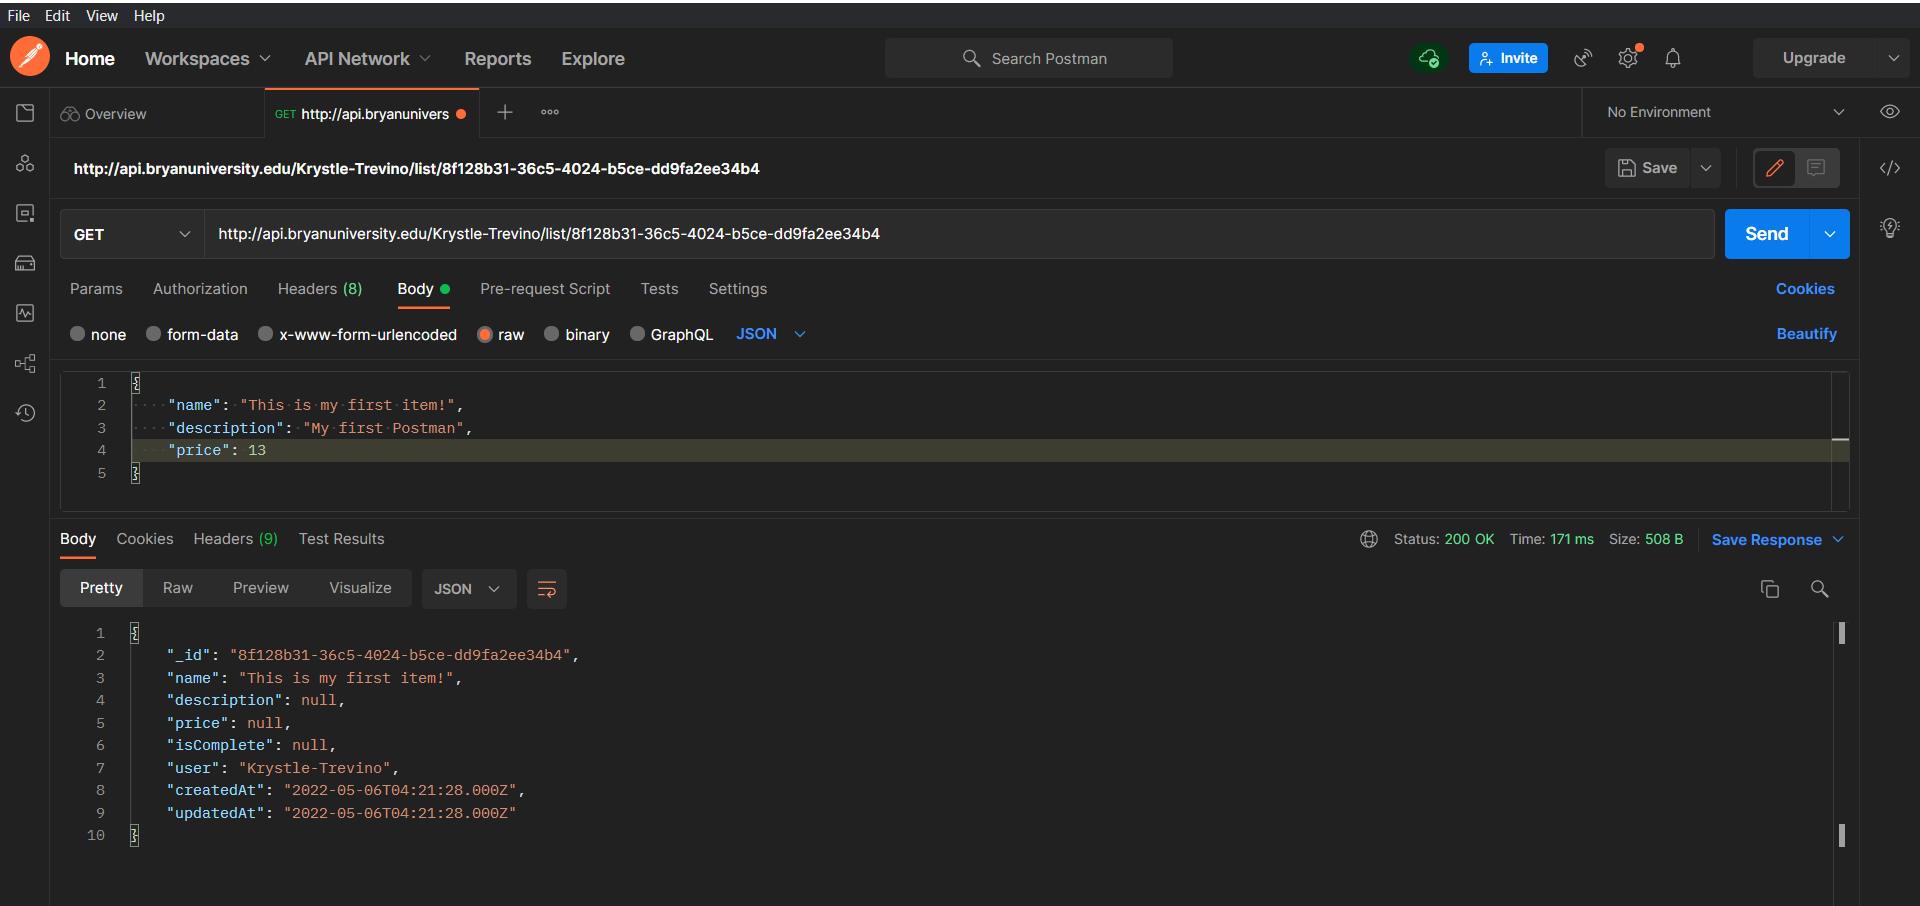 File Edit View Help
Home Workspaces API Network Reports Explore Search Postman Invite Upgrade
Overview GET http://api.bryanunivers No Environment
http://api.bryanuniversity.edu/Krystle-Trevino/list/8f128b31-36c5-4024-b5ce-dd9fa2ee34b4 Save
GET http://api.bryanuniversity.edu/Krystle-Trevino/list/8f128b31-36c5-4024-b5ce-dd9fa2ee34b4 Send
Params Authorization Headers (8) Body Pre-request Script Tests Settings Cookies
none form-data x-www-form-urlencoded raw binary GraphQL JSON Beautify
1 {
2 "name": "This is my first item!",
3 "description": "My first Postman",
4 "price": 13
5 }
Body Cookies Headers (9) Test Results Status: 200 OK Time: 171 ms Size: 508 B Save Response
Pretty Raw Preview Visualize JSON
1 {
2 "_id": "8f128b31-36c5-4024-b5ce-dd9fa2ee34b4",
3 "name": "This is my first item!",
4 "description": null,
5 "price": null,
6 "isComplete": null,
7 "user": "Krystle-Trevino",
8 "createdAt": "2022-05-06T04:21:28.000Z",
9 "updatedAt": "2022-05-06T04:21:28.000Z"
10 }